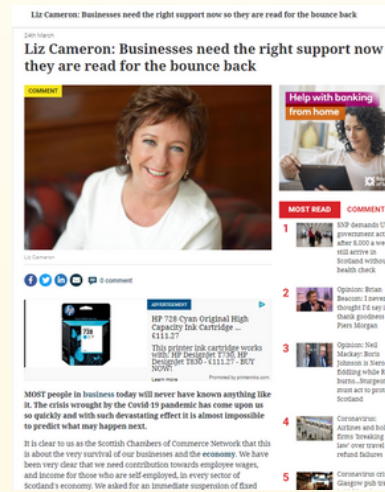 Liz Cameron: Businesses need the right support now so they are read for the bounce back
24th March
Liz Cameron: Businesses need the right support now
they are read for the bounce back
COMMENT
Help with banking
from home
Liz Cameron
0 comment
MOST READ
COMMENT
1
SNP demands U
government act
after 8,000 a we
still arrive in
Scotland withou
health check
2
Opinion: Brian
Beacom: I never
thought I'd say i
thank goodness
Piers Morgan
3
Opinion: Neil
Mackay: Boris
Johnson is Nero
fiddling while R
burns...Sturgeon
must act to prot
Scotland
4
Coronavirus:
Airlines and hol
firms 'breaking
law' over travel
refund failures
5
Coronavirus cri
Glasgow pub tu
ADVERTISEMENT
HP 728 Cyan Original High
Capacity Ink Cartridge ...
£111.27
This printer ink cartridge works
with: HP DesignJet T730, HP
DesignJet T830 - £111.27 - BUY
NOW!
Learn more
Promoted by
hp
728
MOST people in business today will never have known anything like
it. The crisis wrought by the Covid-19 pandemic has come upon us
so quickly and with such devastating effect it is almost impossible
to predict what may happen next.
It is clear to us as the Scottish Chambers of Commerce Network that this
is about the very survival of our businesses and the economy. We have
been very clear that we need contribution towards employee wages,
and income for those who are self-employed, in every sector of
Scotland's economy. We asked for an immediate suspension of fixed